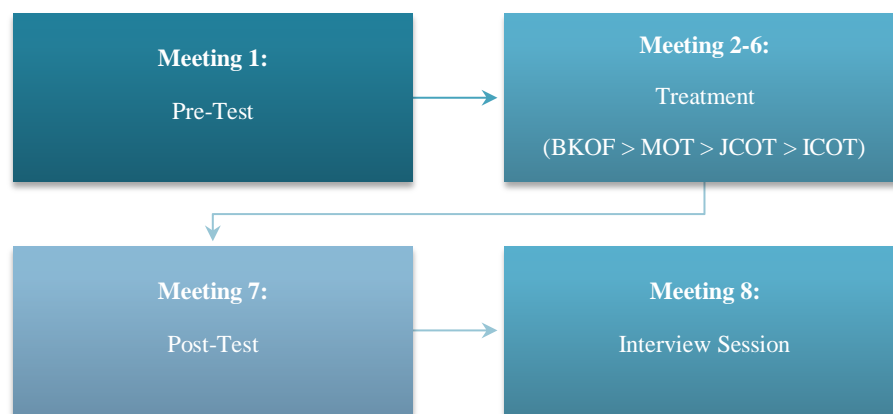 Meeting 1:
Pre-Test
Meeting 2-6:
Treatment
(BKOF > MOT > JCOT > ICOT)
Meeting 7:
Post-Test
Meeting 8:
Interview Session